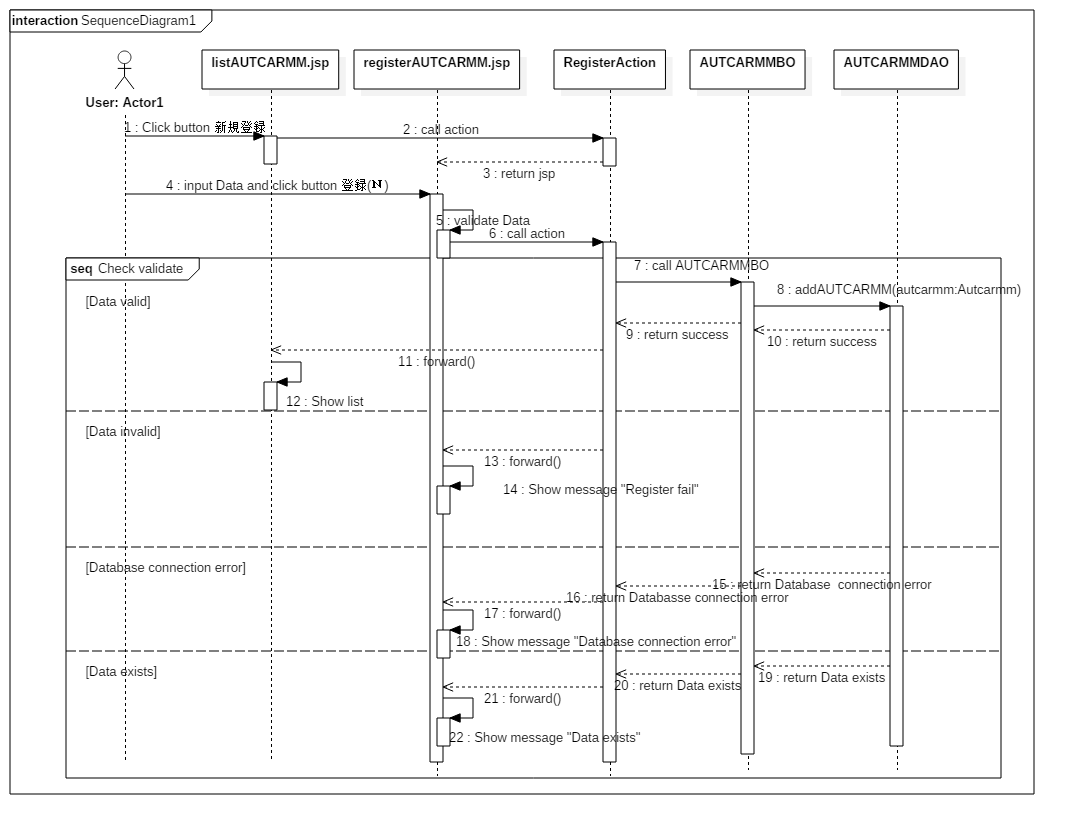 interaction SequenceDiagram1
listAUTCARMM.jsp
registerAUTCARMM.jsp
RegisterAction
AUTCARMMBO
AUTCARMMDAO
User: Actor1
1 : Click button 新規登録
2 : call action
3 : return jsp
4 : input Data and click button 登録(N)
5 : validate Data
6 : call action
seq Check validate
7 : call AUTCARMMBO
8 : addAUTCARMM(autcarmm:Autcarmm)
[Data valid]
9 : return success
10 : return success
11 : forward()
12 : Show list
[Data invalid]
13 : forward()
14 : Show message "Register fail"
[Database connection error]
15 : return Database  connection error
16 : return Databasse connection error
17 : forward()
18 : Show message "Database connection error"
[Data exists]
19 : return Data exists
20 : return Data exists
21 : forward()
22 : Show message "Data exists"